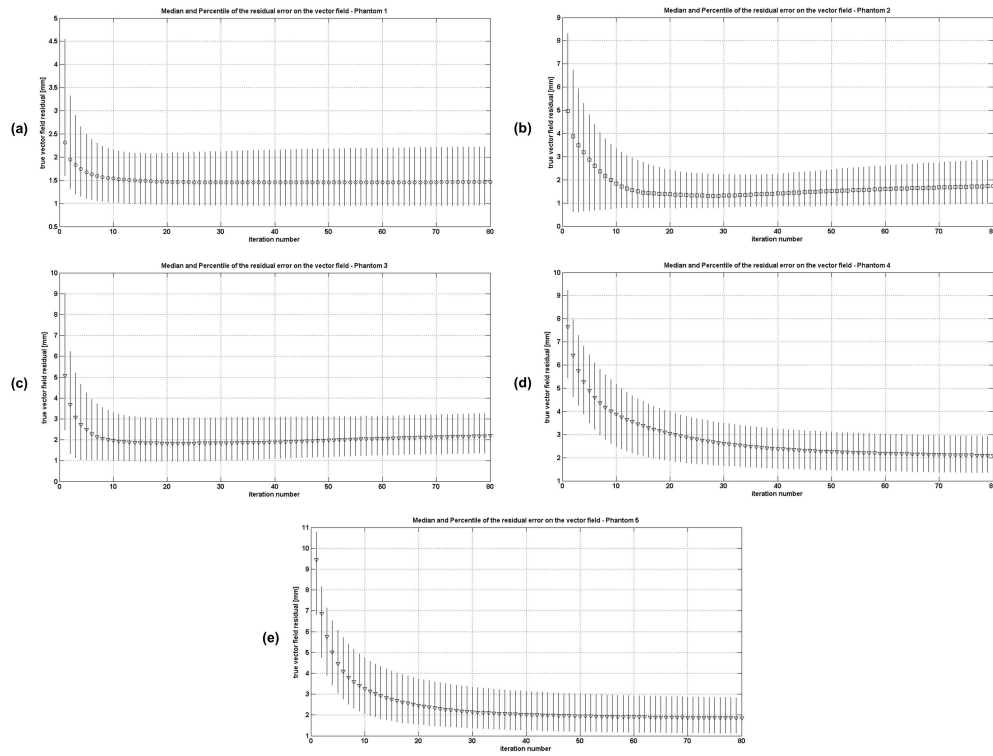 Median and Percentile of the residual error on the vector field - Phantom 1
5
4.5
4
3.5
3
2.5
2
1.5
1
0.5
true vector field residual [mm]
(a)
0 10 20 30 40 50 60 70 80
iteration number
Median and Percentile of the residual error on the vector field - Phantom 2
9
8
7
6
5
4
3
2
1
0
true vector field residual [mm]
(b)
0 10 20 30 40 50 60 70 80
iteration number
Median and Percentile of the residual error on the vector field - Phantom 3
10
9
8
7
6
5
4
3
2
1
0
true vector field residual [mm]
(c)
0 10 20 30 40 50 60 70 80
iteration number
Median and Percentile of the residual error on the vector field - Phantom 4
10
9
8
7
6
5
4
3
2
1
true vector field residual [mm]
(d)
0 10 20 30 40 50 60 70 80
iteration number
Median and Percentile of the residual error on the vector field - Phantom 5
11
10
9
8
7
6
5
4
3
2
1
true vector field residual [mm]
(e)
0 10 20 30 40 50 60 70 80
iteration number